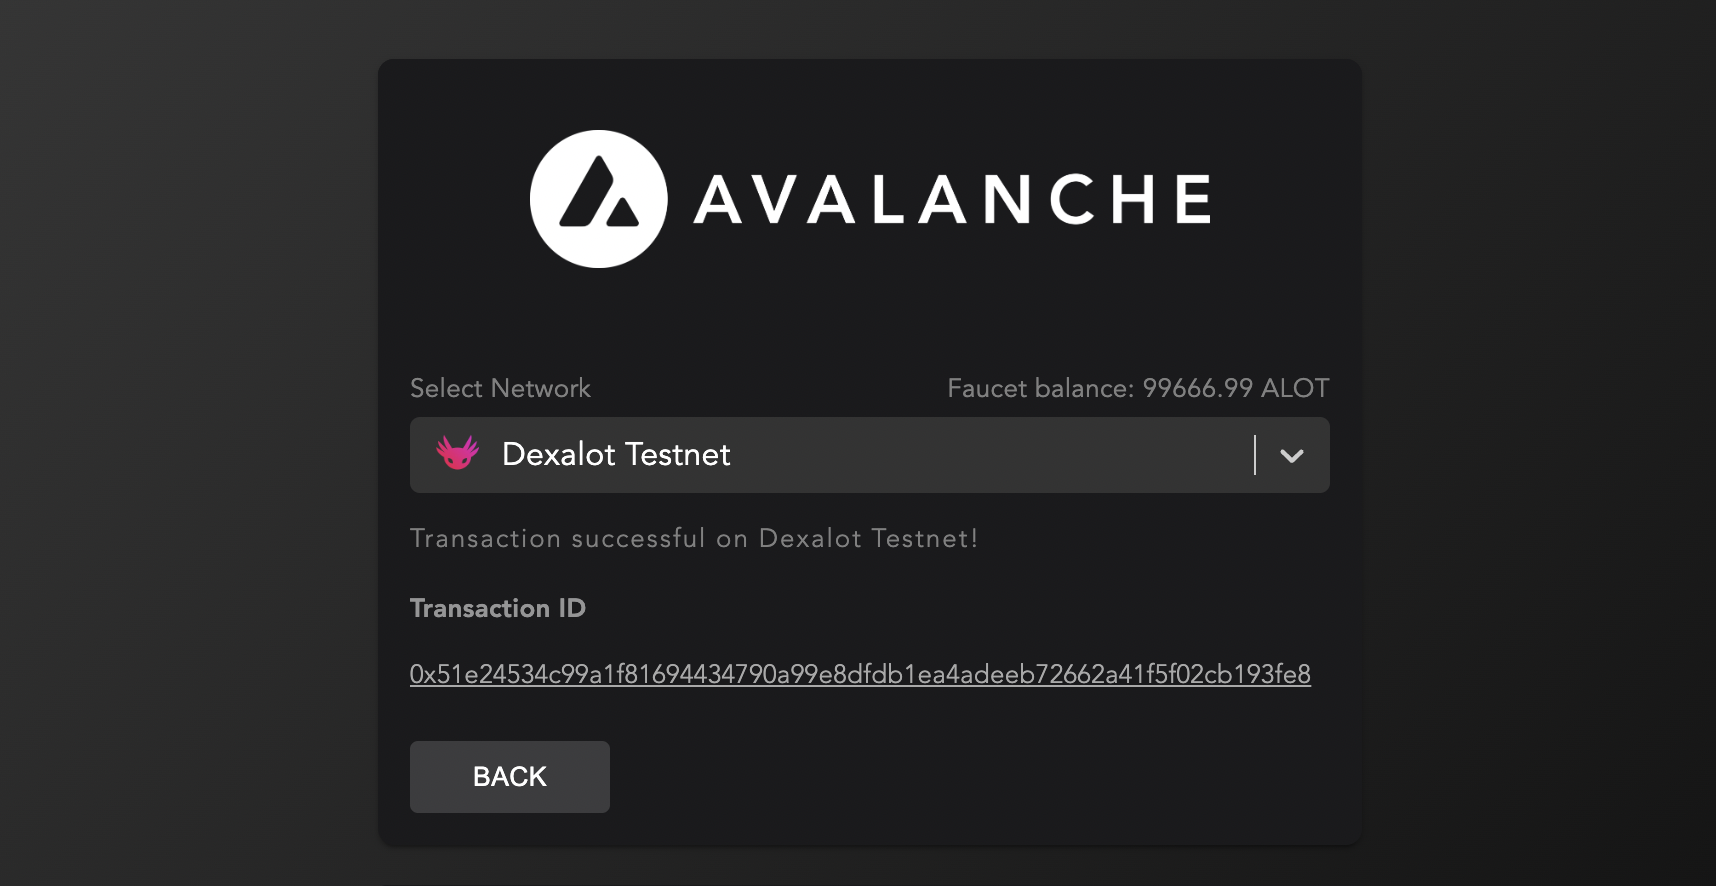 AVALANCHE
Select Network
Faucet balance: 99666.99 ALOT
Dexalot Testnet
Transaction successful on Dexalot Testnet!
Transaction ID
0x51e24534c99a1f81694434790a99e8dfdb1ea4adeeb72662a41f5f02cb193fe8
BACK